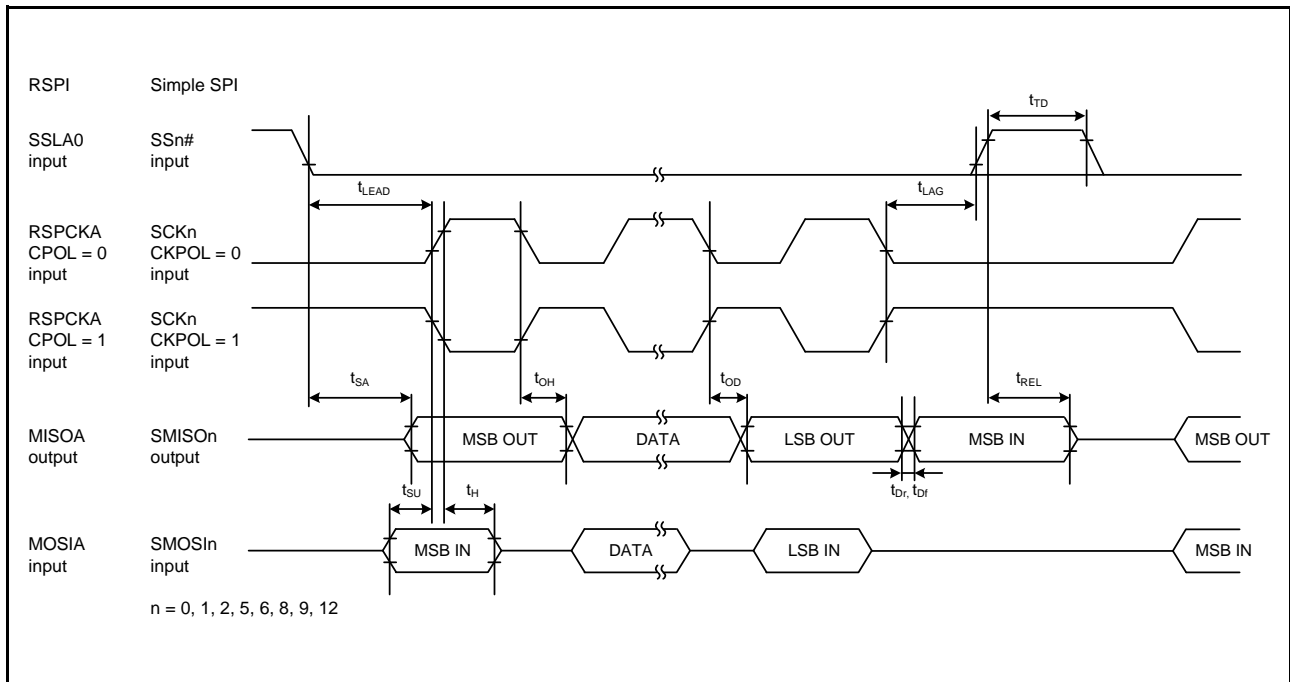 RSPI Simple SPI
tTD
SSLA0 SSn#
input input
tLEAD tLAG
RSPCKA SCKn
CPOL = 0 CKPOL = 0
input input
RSPCKA SCKn
CPOL = 1 CKPOL = 1
input input
tSA tOH tOD tREL
MISOA SMISOn MSB OUT DATA LSB OUT MSB IN MSB OUT
output output
tSU tH tDr, tDf
MOSIA SMOSIn MSB IN DATA LSB IN MSB IN
input input
n = 0, 1, 2, 5, 6, 8, 9, 12